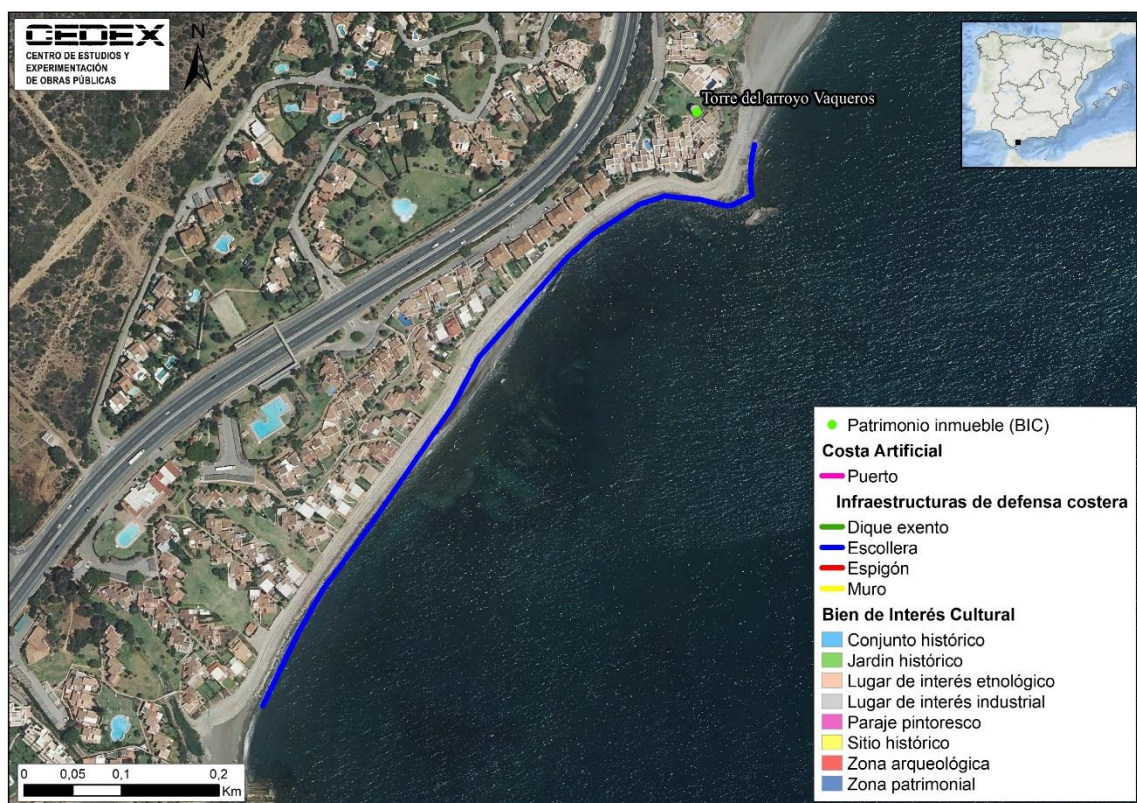 CEDEX
CENTRO DE ESTUDIOS Y
EXPERIMENTACIÓN
DE OBRAS PÚBLICAS
N
Torre del arroyo Vaqueros
Patrimonio inmueble (BIC)
Costa Artificial
Puerto
Infraestructuras de defensa costera
Dique exento
Escollera
Espigón
Muro
Bien de Interés Cultural
Conjunto histórico
Jardin histórico
Lugar de interés etnológico
Lugar de interés industrial
Paraje pintoresco
Sitio histórico
Zona arqueológica
Zona patrimonial
0 0,05 0,1 0,2
Km